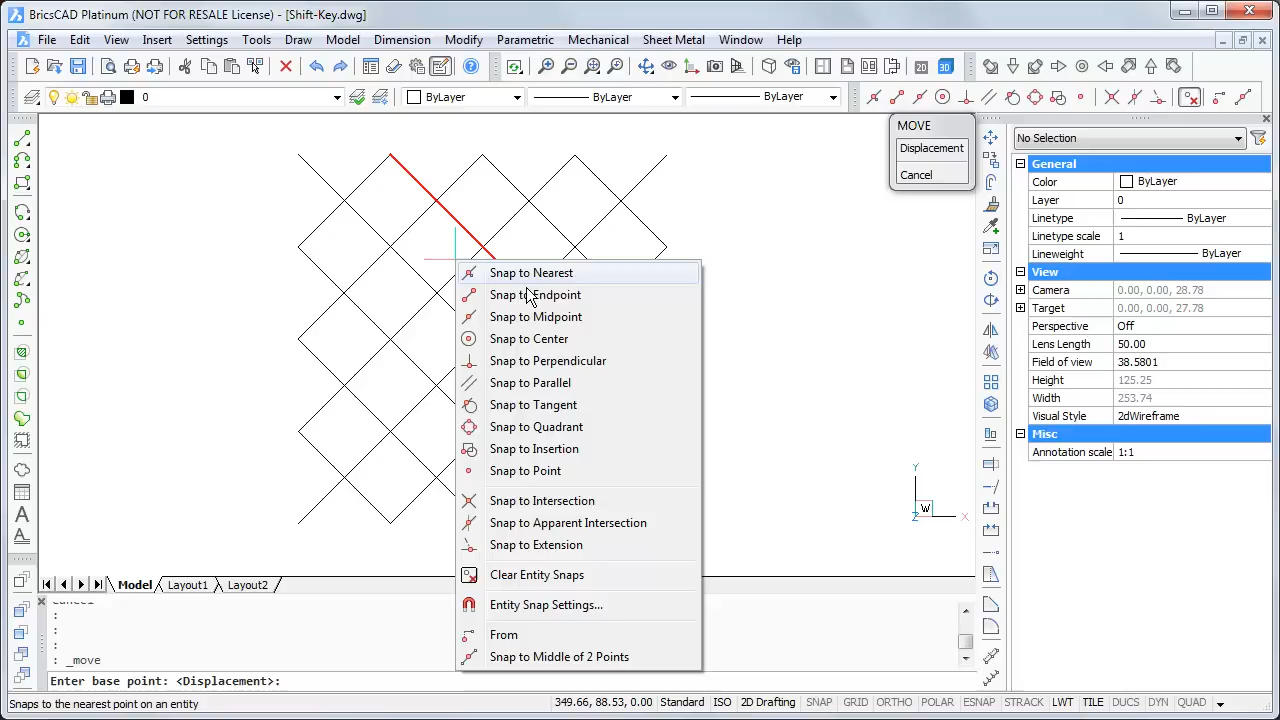 BricsCAD Platinum (NOT FOR RESALE License) - [Shift-Key.dwg]
File Edit View Insert Settings Tools Draw Model Dimension Modify Parametric Mechanical Sheet Metal Window Help
2D 3D
0 ByLayer ByLayer ByLayer
MOVE
Displacement
Cancel
No Selection
General
Color ByLayer
Layer 0
Linetype ByLayer
Linetype scale 1
Lineweight ByLayer
View
Camera 0.00, 0.00, 28.78
Target 0.00, 0.00, 27.78
Perspective Off
Lens Length 50.00
Field of view 38.5801
Height 125.25
Width 253.74
Visual Style 2dWireframe
Misc
Annotation scale 1:1
Snap to Nearest
Snap to Endpoint
Snap to Midpoint
Snap to Center
Snap to Perpendicular
Snap to Parallel
Snap to Tangent
Snap to Quadrant
Snap to Insertion
Snap to Point
Snap to Intersection
Snap to Apparent Intersection
Snap to Extension
Clear Entity Snaps
Entity Snap Settings...
From
Snap to Middle of 2 Points
Y
W
Z X
A
A
Model Layout1 Layout2
cancel
:
:
:
: _move
Enter base point: <Displacement>:
Snaps to the nearest point on an entity 349.66, 88.53, 0.00 Standard ISO 2D Drafting SNAP GRID ORTHO POLAR ESNAP STRACK LWT TILE DUCS DYN QUAD